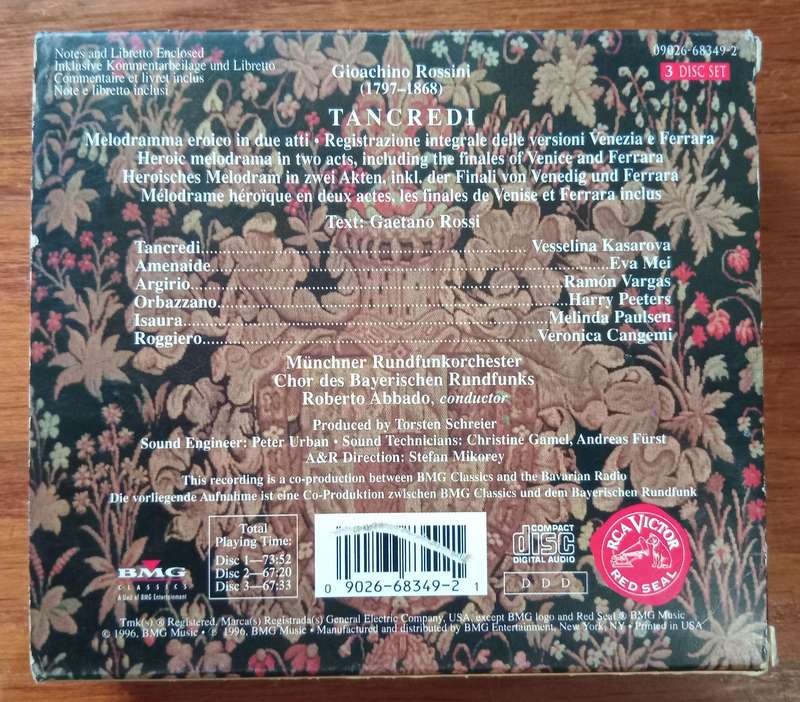 Notes and Libretto Enclosed
Inklusive Kommentarbeilage und Libretto
Commentaire et livret inclus
Note e libretto inclusi
09026-68349-2
3 DISC SET
Gioachino Rossini
(1797–1868)
TANCREDI
Melodramma eroico in due atti • Registrazione integrale delle versioni Venezia e Ferrara
Heroic melodrama in two acts, including the finales of Venice and Ferrara
Heroisches Melodram in zwei Akten, inkl. der Finali von Venedig und Ferrara
Mélodrame héroïque en deux actes, les finales de Venise et Ferrara inclus
Text: Gaetano Rossi
Tancredi Vesselina Kasarova
Amenaide Eva Mei
Argirio Ramón Vargas
Orbazzano Harry Peeters
Isaura Melinda Paulsen
Roggiero Veronica Cangemi
Münchner Rundfunkorchester
Chor des Bayerischen Rundfunks
Roberto Abbado, conductor
Produced by Torsten Schreier
Sound Engineer: Peter Urban • Sound Technicians: Christine Gamel, Andreas Fürst
A&R Direction: Stefan Mikorey
This recording is a co-production between BMG Classics and the Bavarian Radio
Die vorliegende Aufnahme ist eine Co-Produktion zwischen BMG Classics und dem Bayerischen Rundfunk
BMG
CLASSICS
A Unit of BMG Entertainment
Total
Playing Time:
Disc 1—73:52
Disc 2—67:20
Disc 3—67:33
0 9026-68349-2 1
COMPACT
disc
DIGITAL AUDIO
DDD
RCA VICTOR
RED SEAL
Tmk(s) ® Registered, Marca(s) Registrada(s) General Electric Company, USA, except BMG logo and Red Seal ® BMG Music
© 1996, BMG Music • ℗ 1996, BMG Music • Manufactured and distributed by BMG Entertainment, New York, NY • Printed in USA